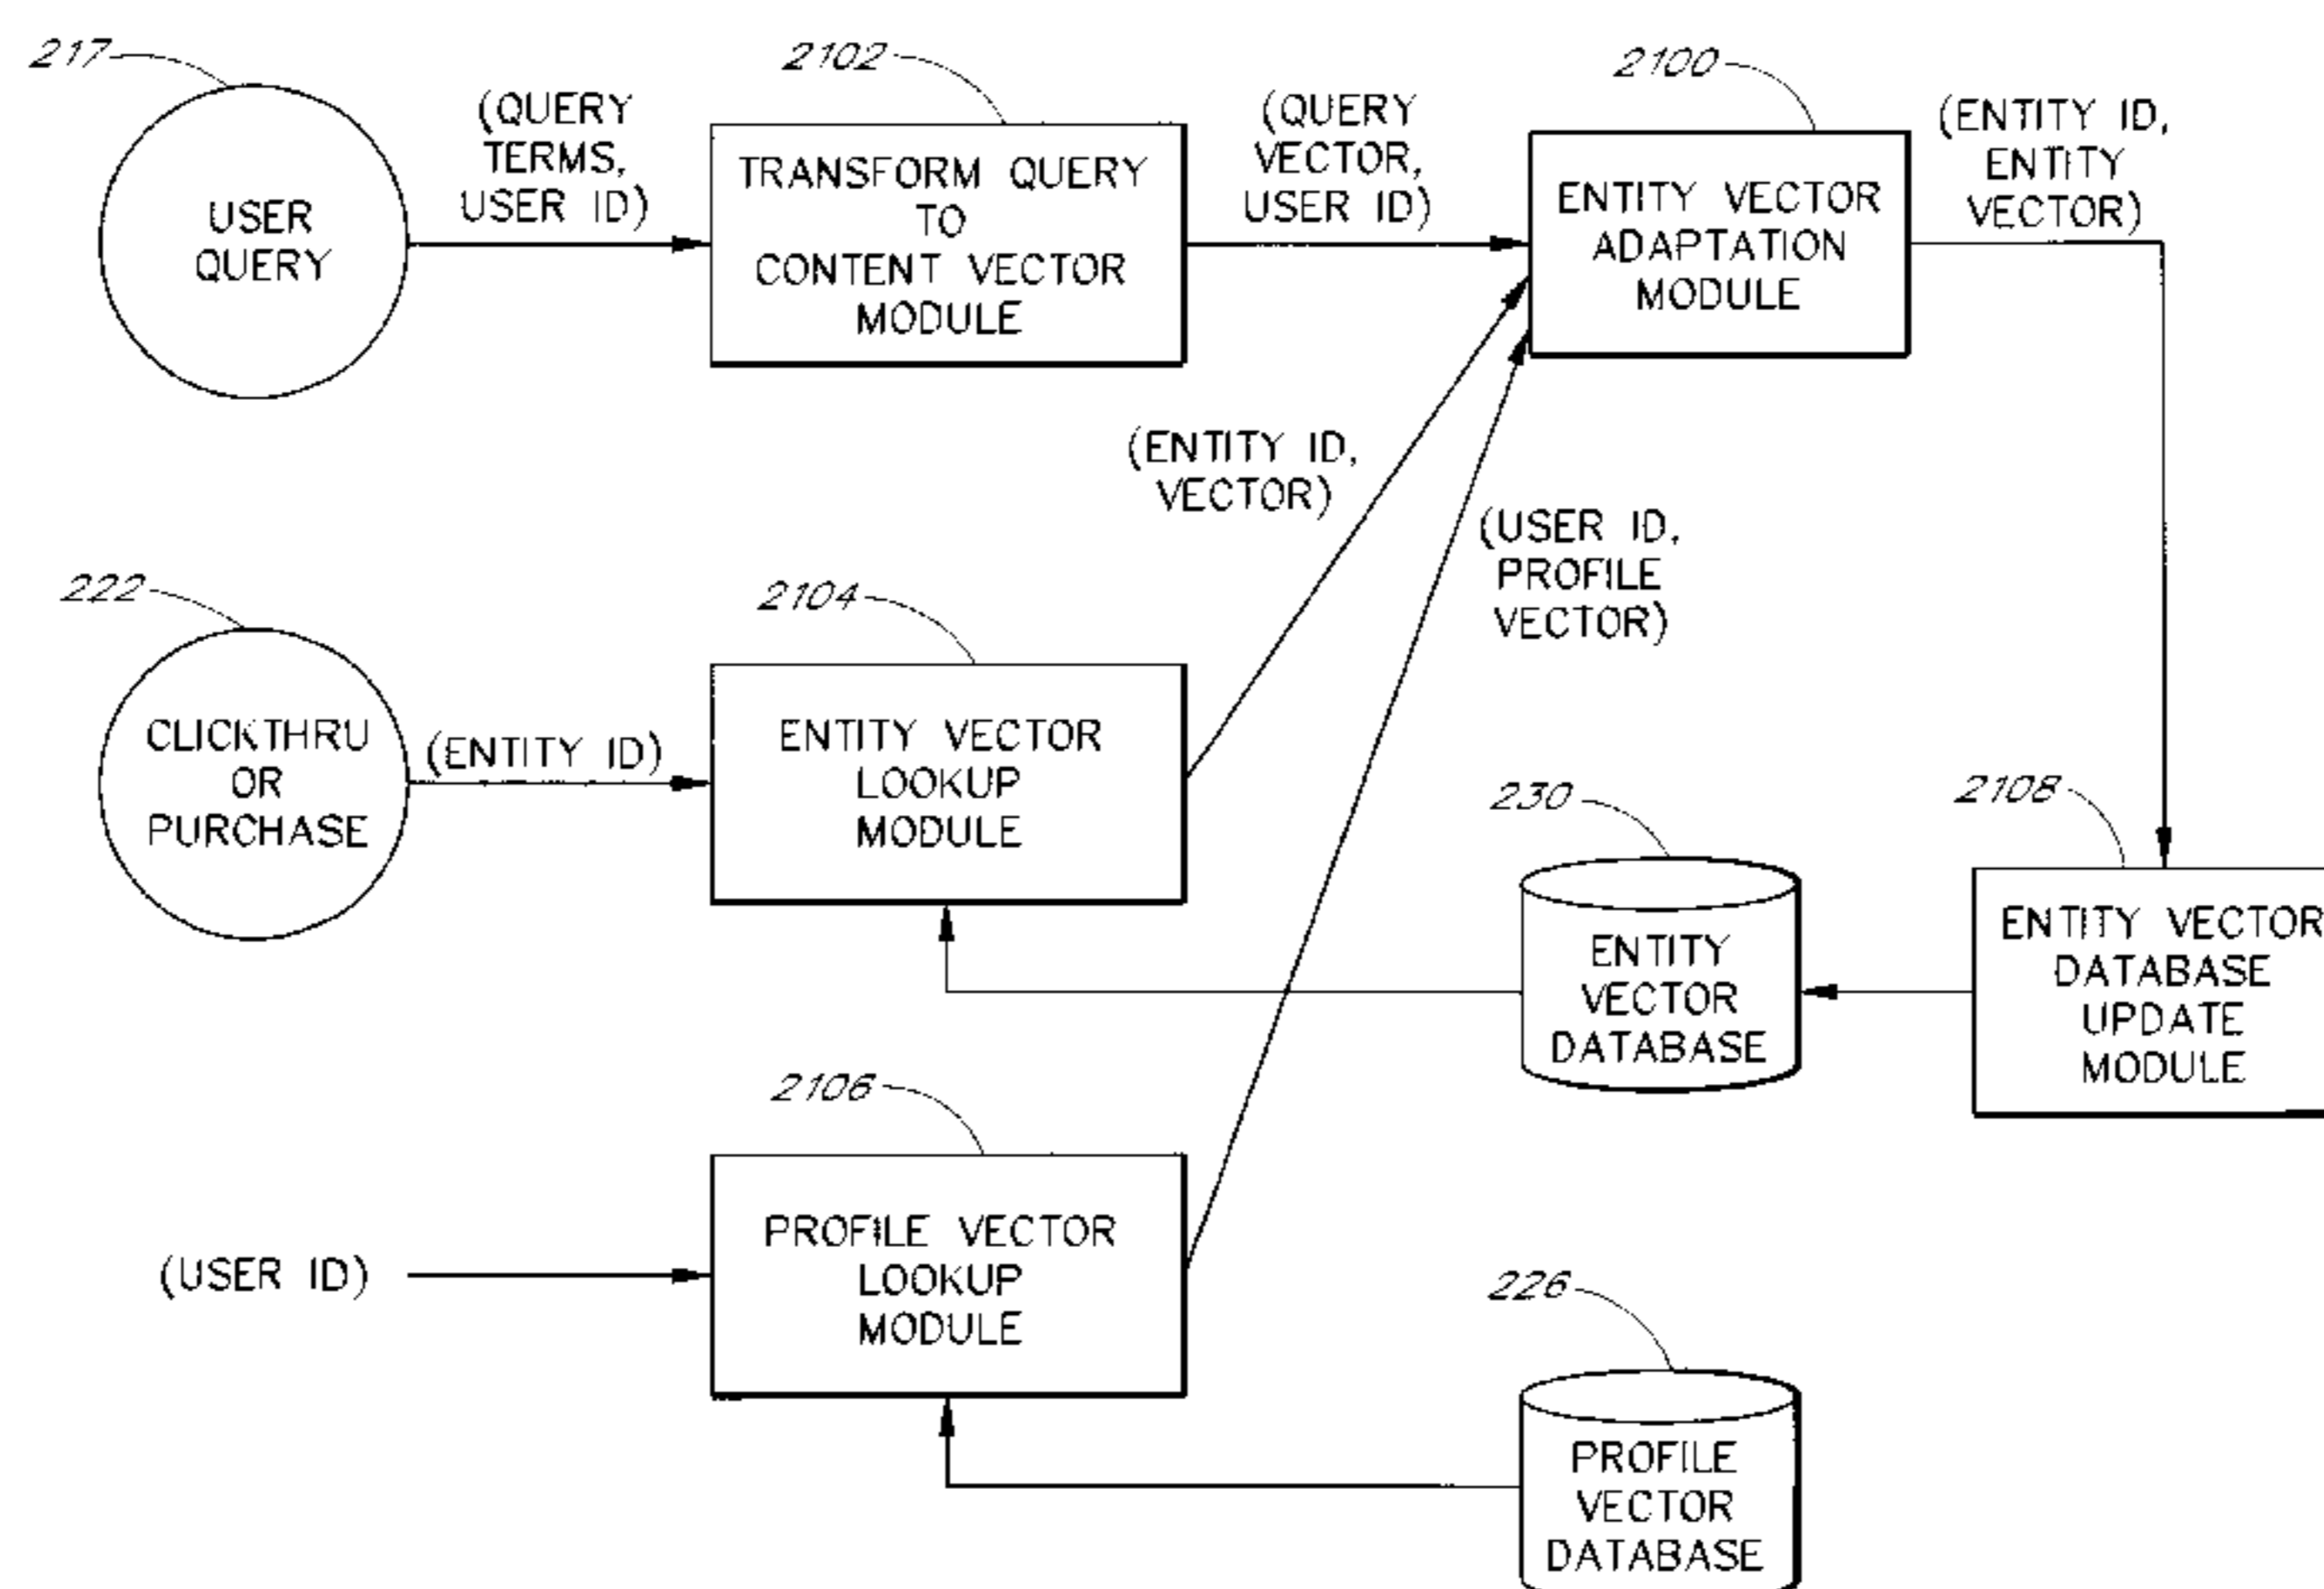 217
2102
2100
(QUERY
TERMS,
USER ID)
(QUERY
VECTOR,
USER ID)
(ENTITY ID,
ENTITY
VECTOR)
USER
QUERY
TRANSFORM QUERY
TO
CONTENT VECTOR
MODULE
ENTITY VECTOR
ADAPTATION
MODULE
(ENTITY ID,
VECTOR)
(USER ID,
PROFILE
VECTOR)
222
2104
CLICKTHRU
OR
PURCHASE
(ENTITY ID)
ENTITY VECTOR
LOOKUP
MODULE
230
2108
ENTITY
VECTOR
DATABASE
ENTITY VECTOR
DATABASE
UPDATE
MODULE
2106
(USER ID)
PROFILE VECTOR
LOOKUP
MODULE
226
PROFILE
VECTOR
DATABASE